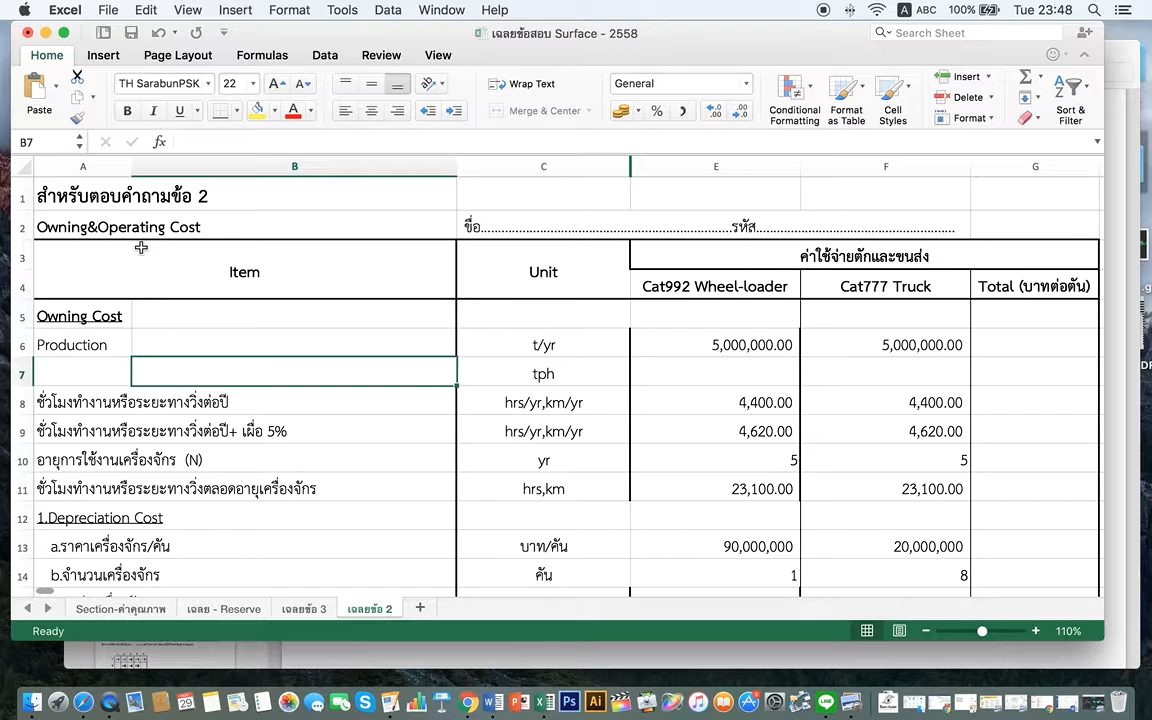 Excel File Edit View Insert Format Tools Data Window Help A ABC 100% Tue 23:48
เฉลยข้อสอบ Surface - 2558
Search Sheet
Home Insert Page Layout Formulas Data Review View
Paste
TH SarabunPSK 22 A A
B I U A
Wrap Text
Merge & Center
General
%
.0 .00 .00 .0
Conditional Formatting
Format as Table
Cell Styles
Insert
Delete
Format
Sort & Filter
B7 fx
A B C E F G
1 สำหรับตอบคำถามข้อ 2
2 Owning&Operating Cost ชื่อ..................................................................รหัส....................................................
3 Item Unit ค่าใช้จ่ายตักและขนส่ง
4 Cat992 Wheel-loader Cat777 Truck Total (บาทต่อตัน)
5 Owning Cost
6 Production t/yr 5,000,000.00 5,000,000.00
7 tph
8 ชั่วโมงทำงานหรือระยะทางวิ่งต่อปี hrs/yr,km/yr 4,400.00 4,400.00
9 ชั่วโมงทำงานหรือระยะทางวิ่งต่อปี+ เผื่อ 5% hrs/yr,km/yr 4,620.00 4,620.00
10 อายุการใช้งานเครื่องจักร (N) yr 5 5
11 ชั่วโมงทำงานหรือระยะทางวิ่งตลอดอายุเครื่องจักร hrs,km 23,100.00 23,100.00
12 1.Depreciation Cost
13 a.ราคาเครื่องจักร/คัน บาท/คัน 90,000,000 20,000,000
14 b.จำนวนเครื่องจักร คัน 1 8
Section-ค่าคุณภาพ เฉลย - Reserve เฉลยข้อ 3 เฉลยข้อ 2 +
Ready 110%